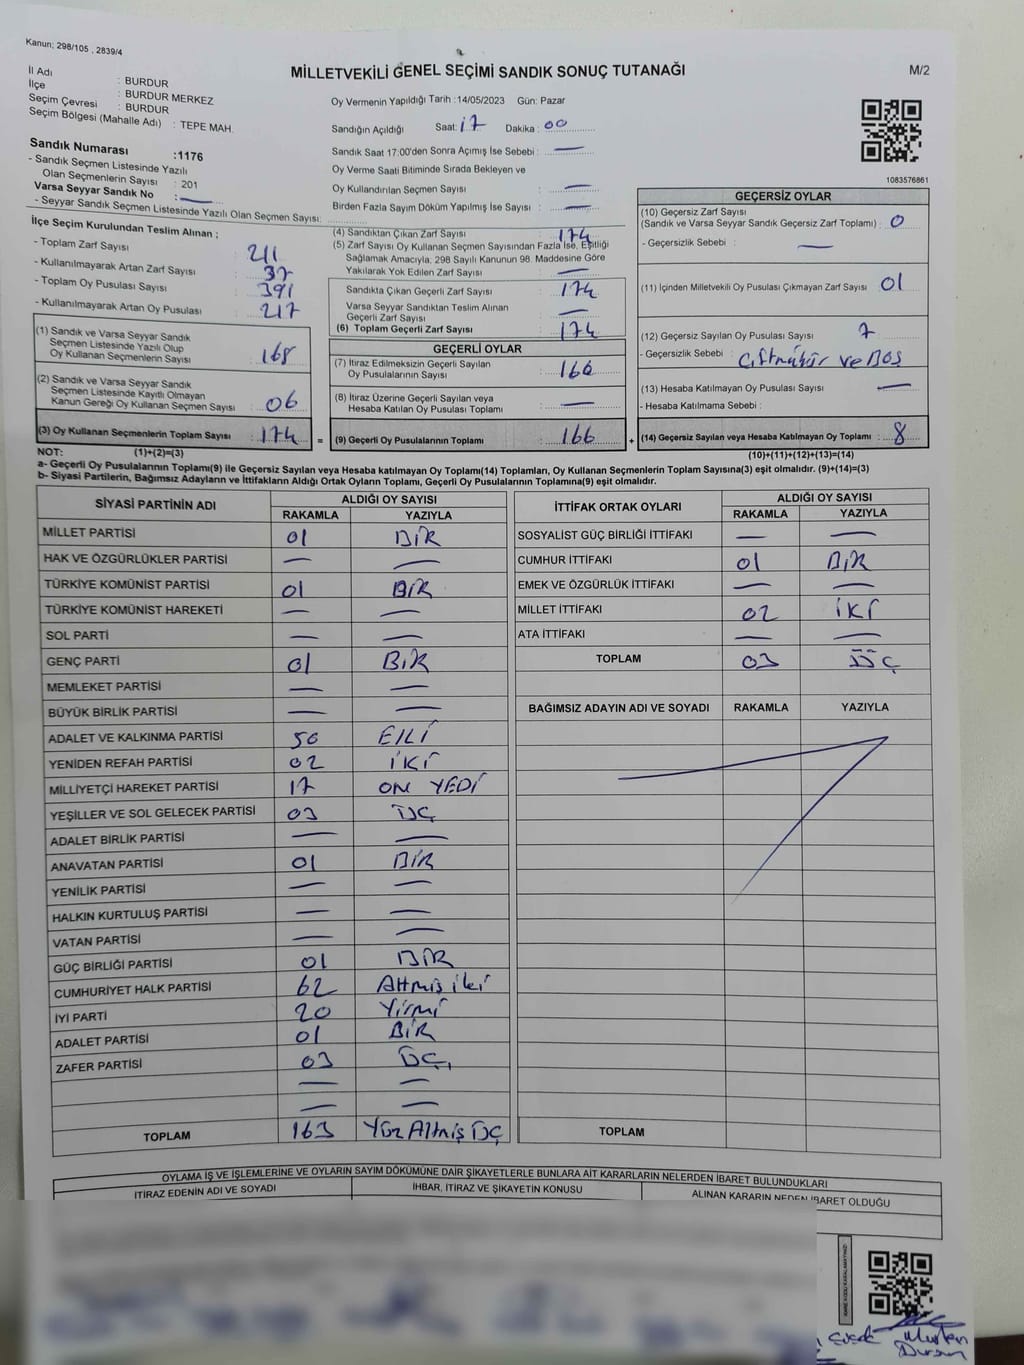 Kanun; 298/105 , 2839/4
MİLLETVEKİLİ GENEL SEÇİMİ SANDIK SONUÇ TUTANAĞI
M/2
İl Adı : BURDUR
İlçe : BURDUR MERKEZ
Seçim Çevresi : BURDUR
Seçim Bölgesi (Mahalle Adı) : TEPE MAH.
Sandık Numarası :1176
- Sandık Seçmen Listesinde Yazılı
Olan Seçmenlerin Sayısı : 201
Varsa Seyyar Sandık No : —
- Seyyar Sandık Seçmen Listesinde Yazılı Olan Seçmen Sayısı:
Oy Vermenin Yapıldığı Tarih :14/05/2023 Gün: Pazar
Sandığın Açıldığı Saat: 17 Dakika : 00
Sandık Saat 17:00'den Sonra Açımış İse Sebebi : —
Oy Verme Saati Bitiminde Sırada Bekleyen ve
Oy Kullandırılan Seçmen Sayısı : —
Birden Fazla Sayım Döküm Yapılmış İse Sayısı : —
1083576861
İlçe Seçim Kurulundan Teslim Alınan ;
- Toplam Zarf Sayısı : 211
- Kullanılmayarak Artan Zarf Sayısı : 37
- Toplam Oy Pusulası Sayısı : 391
- Kullanılmayarak Artan Oy Pusulası : 217
(1) Sandık ve Varsa Seyyar Sandık
Seçmen Listesinde Yazılı Olup
Oy Kullanan Seçmenlerin Sayısı : 168
(2) Sandık ve Varsa Seyyar Sandık
Seçmen Listesinde Kayıtlı Olmayan
Kanun Gereği Oy Kullanan Seçmen Sayısı : 06
(3) Oy Kullanan Seçmenlerin Toplam Sayısı : 174 =
(4) Sandıktan Çıkan Zarf Sayısı : 174
(5) Zarf Sayısı Oy Kullanan Seçmen Sayısından Fazla İse, Eşitliği
Sağlamak Amacıyla, 298 Sayılı Kanunun 98. Maddesine Göre
Yakılarak Yok Edilen Zarf Sayısı : —
Sandıkta Çıkan Geçerli Zarf Sayısı : 174
Varsa Seyyar Sandıktan Teslim Alınan
Geçerli Zarf Sayısı : —
(6) Toplam Geçerli Zarf Sayısı : 174
GEÇERLİ OYLAR
(7) İtiraz Edilmeksizin Geçerli Sayılan
Oy Pusulalarının Sayısı : 166
(8) İtiraz Üzerine Geçerli Sayılan veya
Hesaba Katılan Oy Pusulası Toplamı : —
(9) Geçerli Oy Pusulalarının Toplamı : 166 +
GEÇERSİZ OYLAR
(10) Geçersiz Zarf Sayısı
(Sandık ve Varsa Seyyar Sandık Geçersiz Zarf Toplamı) : 0
- Geçersizlik Sebebi : —
(11) İçinden Milletvekili Oy Pusulası Çıkmayan Zarf Sayısı : 01
(12) Geçersiz Sayılan Oy Pusulası Sayısı : 7
- Geçersizlik Sebebi : Çift mühür ve BOŞ
(13) Hesaba Katılmayan Oy Pusulası Sayısı : —
- Hesaba Katılmama Sebebi :
(14) Geçersiz Sayılan veya Hesaba Katılmayan Oy Toplamı : 8
NOT: (1)+(2)=(3) (10)+(11)+(12)+(13)=(14)
a- Geçerli Oy Pusulalarının Toplamı(9) ile Geçersiz Sayılan veya Hesaba katılmayan Oy Toplamı(14) Toplamları, Oy Kullanan Seçmenlerin Toplam Sayısına(3) eşit olmalıdır. (9)+(14)=(3)
b- Siyasi Partilerin, Bağımsız Adayların ve İttifakların Aldığı Ortak Oyların Toplamı, Geçerli Oy Pusulalarının Toplamına(9) eşit olmalıdır.
SİYASİ PARTİNİN ADI ALDIĞI OY SAYISI
RAKAMLA YAZIYLA
MİLLET PARTİSİ 01 BİR
HAK VE ÖZGÜRLÜKLER PARTİSİ — —
TÜRKİYE KOMÜNİST PARTİSİ 01 BİR
TÜRKİYE KOMÜNİST HAREKETİ — —
SOL PARTİ — —
GENÇ PARTİ 01 BİR
MEMLEKET PARTİSİ — —
BÜYÜK BİRLİK PARTİSİ — —
ADALET VE KALKINMA PARTİSİ 50 ELLİ
YENİDEN REFAH PARTİSİ 02 İKİ
MİLLİYETÇİ HAREKET PARTİSİ 17 ON YEDİ
YEŞİLLER VE SOL GELECEK PARTİSİ 03 ÜÇ
ADALET BİRLİK PARTİSİ — —
ANAVATAN PARTİSİ 01 BİR
YENİLİK PARTİSİ — —
HALKIN KURTULUŞ PARTİSİ — —
VATAN PARTİSİ — —
GÜÇ BİRLİĞİ PARTİSİ 01 BİR
CUMHURİYET HALK PARTİSİ 62 Altmış iki
İYİ PARTİ 20 Yirmi
ADALET PARTİSİ 01 BİR
ZAFER PARTİSİ 03 ÜÇ
— —
— —
TOPLAM 163 Yüz Altmış ÜÇ
İTTİFAK ORTAK OYLARI ALDIĞI OY SAYISI
RAKAMLA YAZIYLA
SOSYALİST GÜÇ BİRLİĞİ İTTİFAKI — —
CUMHUR İTTİFAKI 01 BİR
EMEK VE ÖZGÜRLÜK İTTİFAKI — —
MİLLET İTTİFAKI 02 İKİ
ATA İTTİFAKI — —
TOPLAM 03 ÜÇ
BAĞIMSIZ ADAYIN ADI VE SOYADI RAKAMLA YAZIYLA
TOPLAM
OYLAMA İŞ VE İŞLEMLERİNE VE OYLARIN SAYIM DÖKÜMÜNE DAİR ŞİKAYETLERLE BUNLARA AİT KARARLARIN NELERDEN İBARET BULUNDUKLARI
İTİRAZ EDENİN ADI VE SOYADI İHBAR, İTİRAZ VE ŞİKAYETİN KONUSU ALINAN KARARIN NEDEN İBARET OLDUĞU